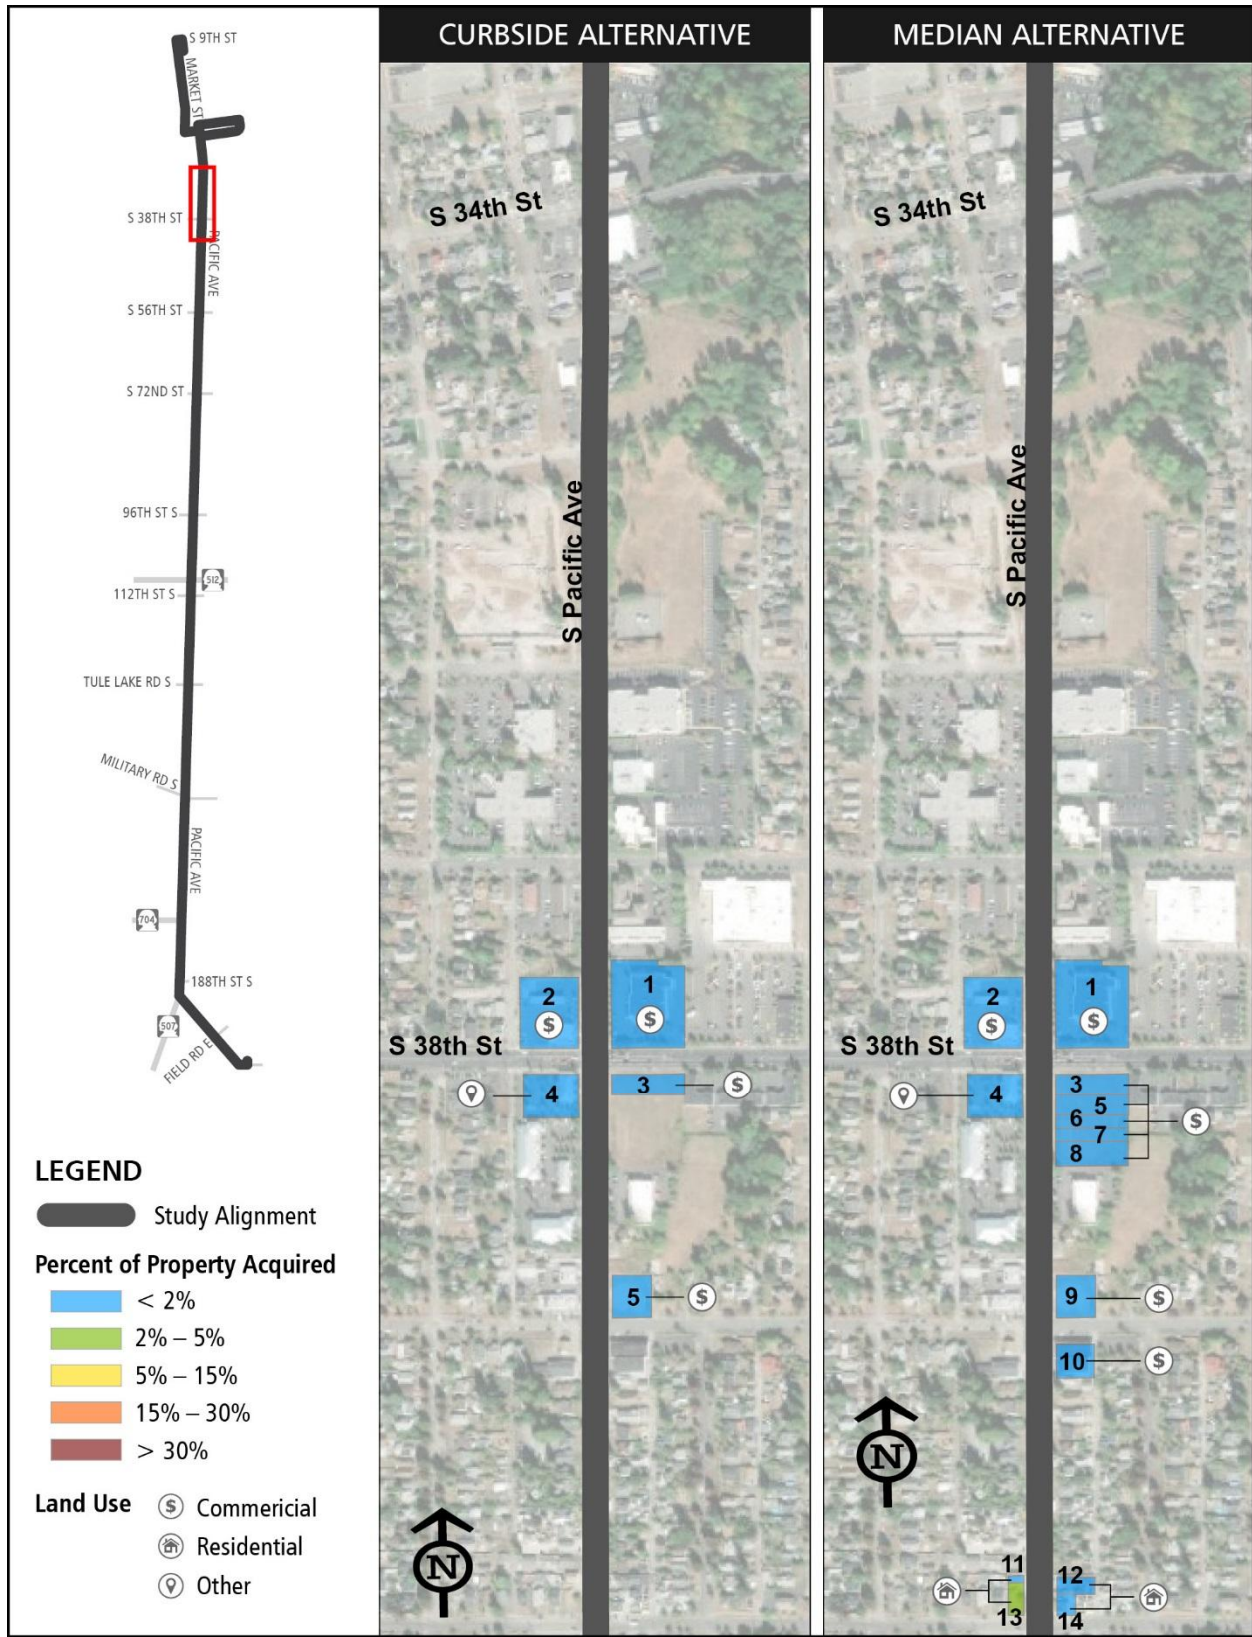 S 9TH ST
MARKET ST
S 38TH ST
PACIFIC AVE
S 56TH ST
S 72ND ST
96TH ST S
512
112TH ST S
TULE LAKE RD S
MILITARY RD S
PACIFIC AVE
704
188TH ST S
507
FIELD RD E
LEGEND
Study Alignment
Percent of Property Acquired
< 2%
2% – 5%
5% – 15%
15% – 30%
> 30%
Land Use
$ Commericial
Residential
Other
CURBSIDE ALTERNATIVE
S 34th St
S Pacific Ave
2
$
1
$
S 38th St
4
3
$
5
$
N
MEDIAN ALTERNATIVE
S 34th St
S Pacific Ave
2
$
1
$
S 38th St
4
3
5
6
$
7
8
9
$
10
$
N
11
12
13
14